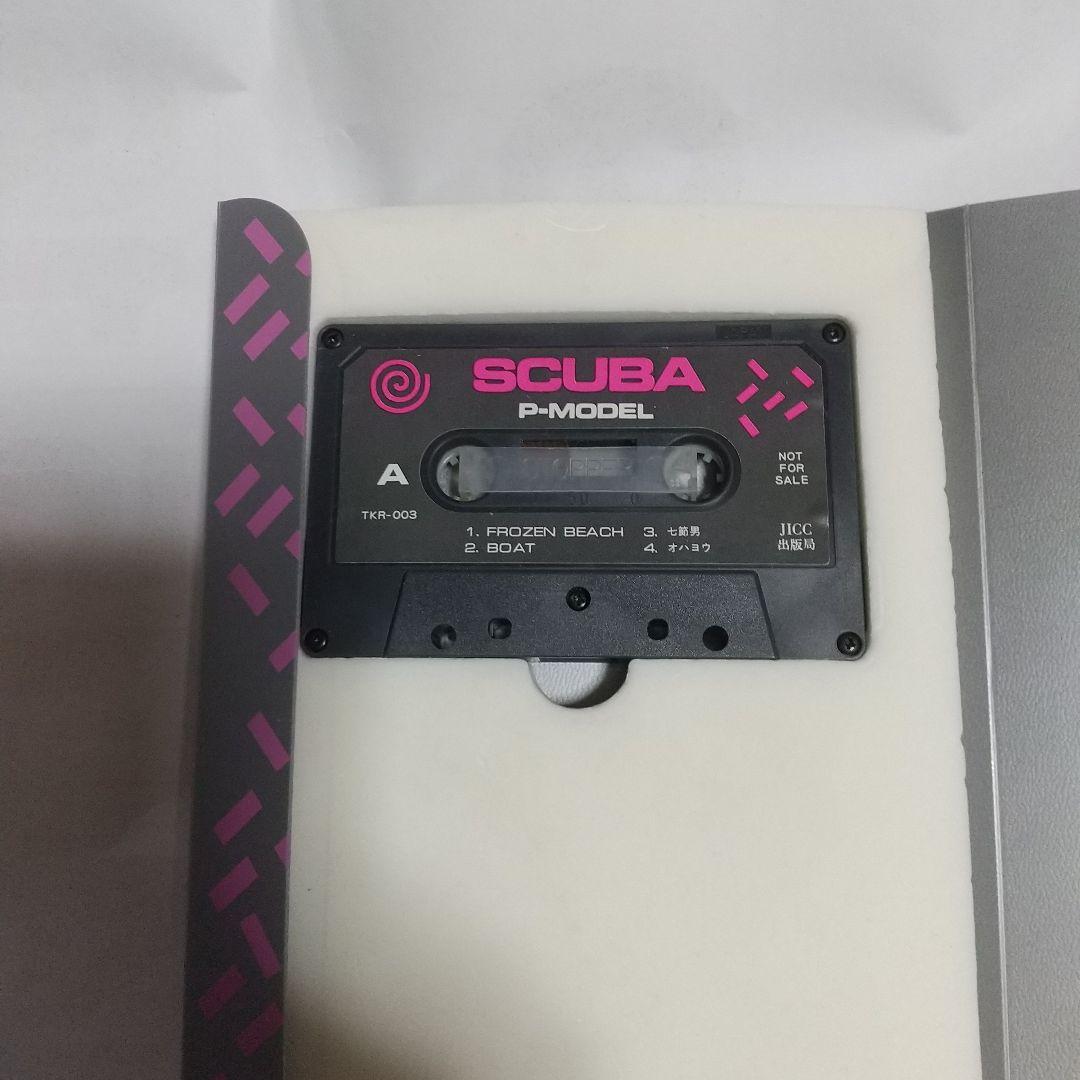 SCUBA
P-MODEL
A
NOT
FOR
SALE
TKR-003
1. FROZEN BEACH
2. BOAT
3. 七節男
4. オハヨウ
JICC
出版局